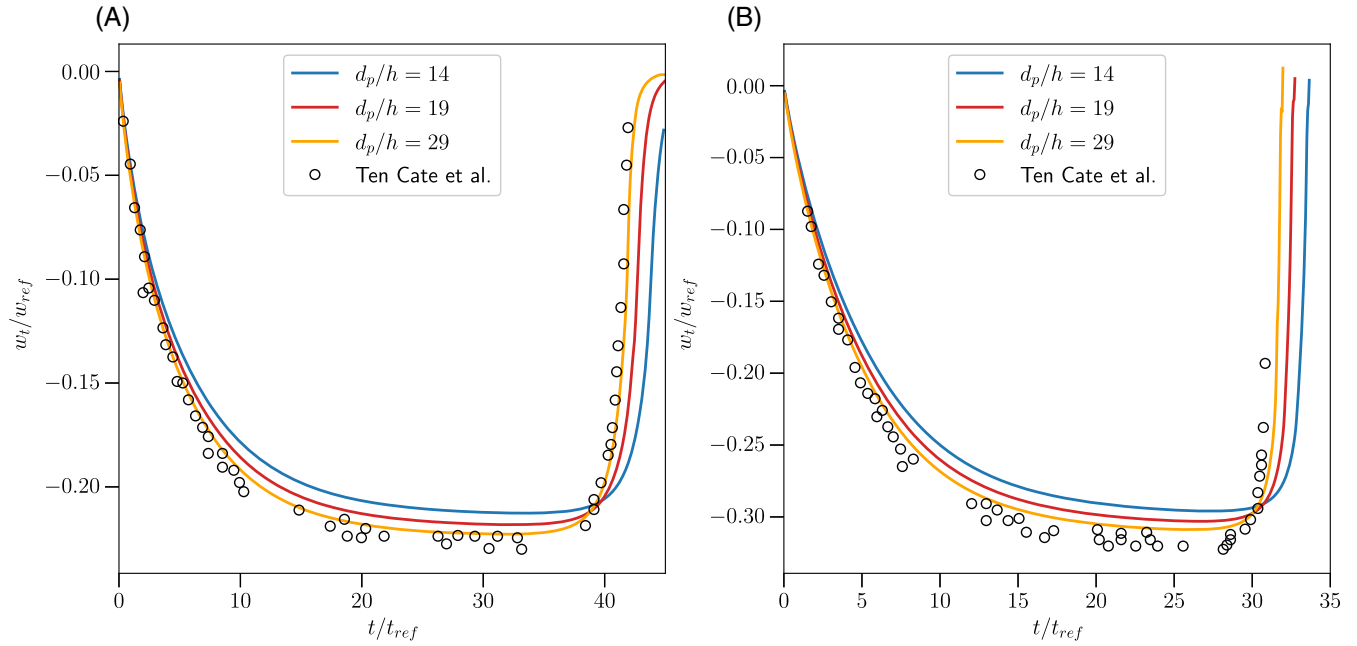 (A)
0.00
−0.05
−0.10
−0.15
−0.20
w_t/w_ref
d_p/h = 14
d_p/h = 19
d_p/h = 29
Ten Cate et al.
0 10 20 30 40
t/t_ref
(B)
0.00
−0.05
−0.10
−0.15
−0.20
−0.25
−0.30
w_t/w_ref
d_p/h = 14
d_p/h = 19
d_p/h = 29
Ten Cate et al.
0 5 10 15 20 25 30 35
t/t_ref